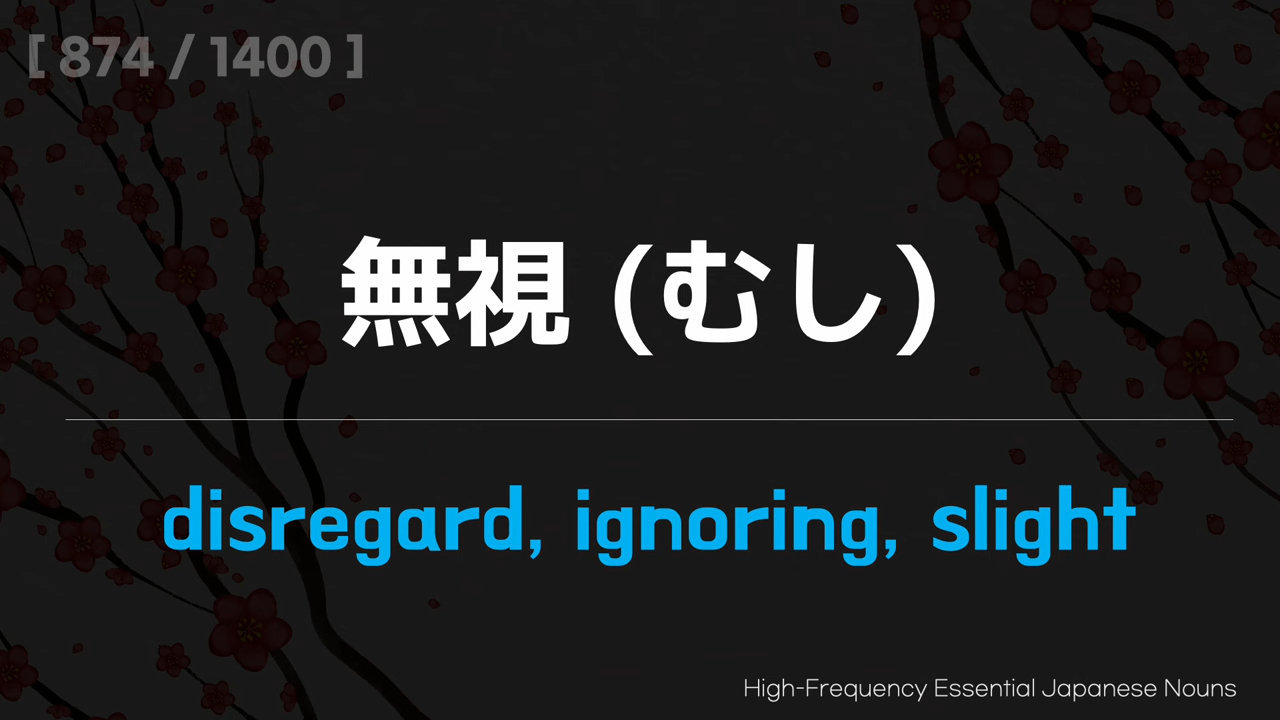 [ 874 / 1400 ]
無視 (むし)
disregard, ignoring, slight
High-Frequency Essential Japanese Nouns